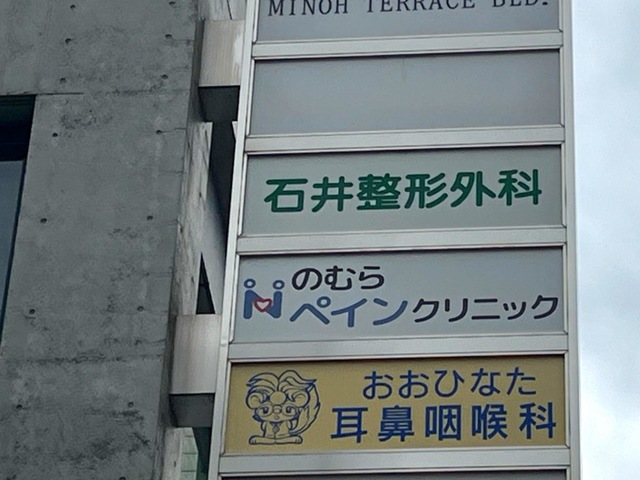 MINOH TERRACE BLD.
石井整形外科
のむら
ペインクリニック
おおひなた
耳鼻咽喉科